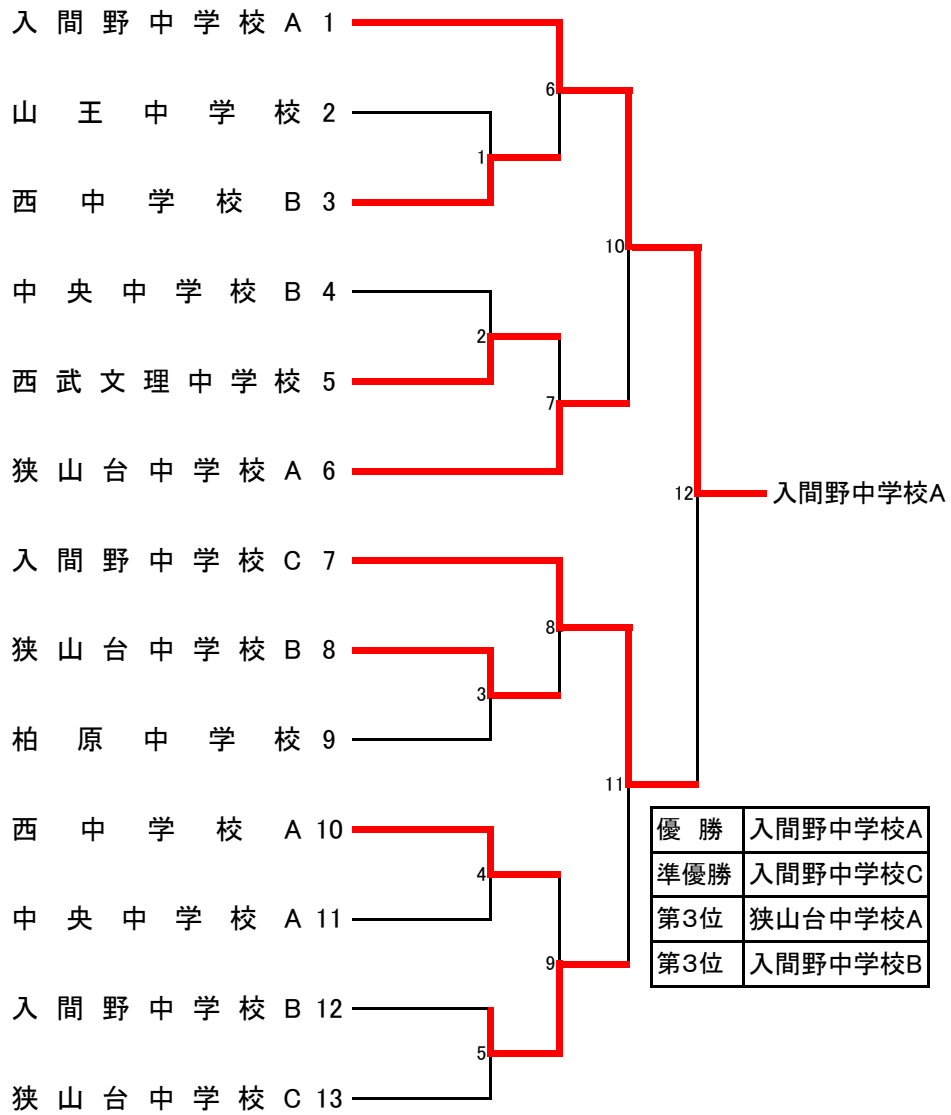 入間野中学校A 1
6
山王中学校 2
1
西中学校B 3
10
中央中学校B 4
2
西武文理中学校 5
7
狭山台中学校A 6
12 入間野中学校A
入間野中学校C 7
8
狭山台中学校B 8
3
柏原中学校 9
11
西中学校A 10
優勝 入間野中学校A
4
準優勝 入間野中学校C
中央中学校A 11
第3位 狭山台中学校A
9
第3位 入間野中学校B
入間野中学校B 12
5
狭山台中学校C 13